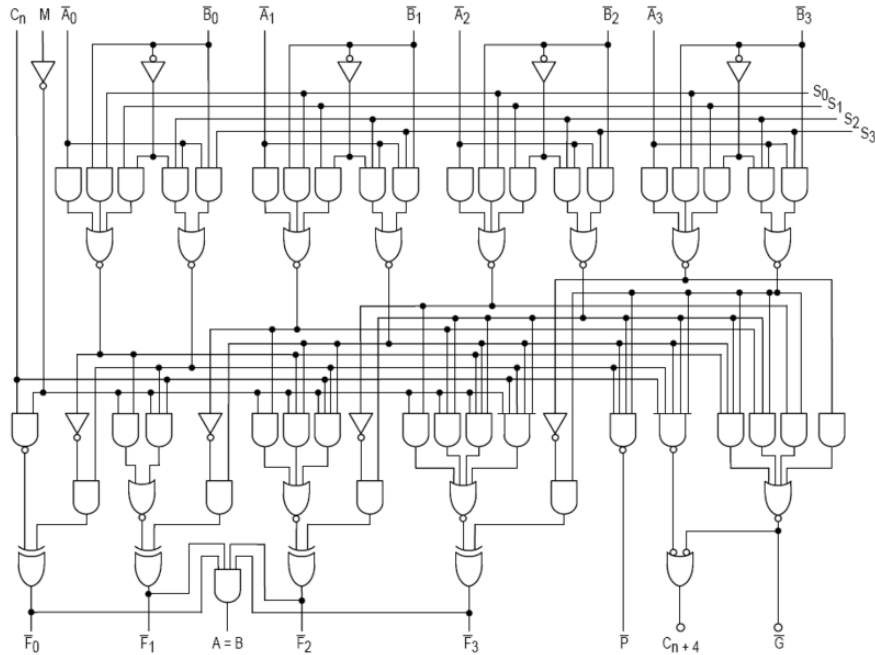 Cn M A̅0 B̅0 A̅1 B̅1 A̅2 B̅2 A̅3 B̅3
S0
S1
S2
S3
F̅0 F̅1 A = B F̅2 F̅3 P̅ Cn + 4 G̅